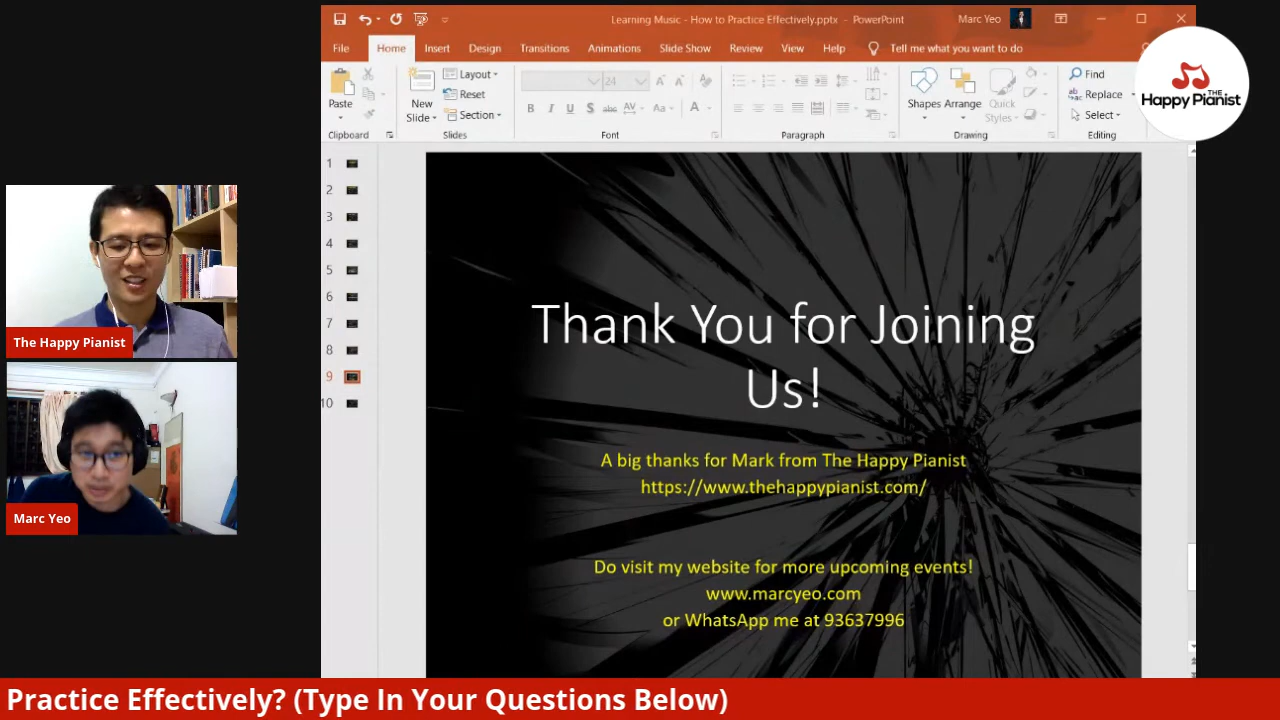 Learning Music - How to Practice Effectively.pptx - PowerPoint
Marc Yeo
File Home Insert Design Transitions Animations Slide Show Review View Help Tell me what you want to do
THE
Happy Pianist
Paste
Clipboard
New
Slide
Layout
Reset
Section
Slides
24
B I U S abc AV Aa A
Font
Paragraph
Shapes Arrange Quick
Styles
Drawing
Find
Replace
Select
Editing
1
2
3
4
5
6
7
8
9
10
The Happy Pianist
Marc Yeo
Thank You for Joining
Us!
A big thanks for Mark from The Happy Pianist
https://www.thehappypianist.com/
Do visit my website for more upcoming events!
www.marcyeo.com
or WhatsApp me at 93637996
Practice Effectively? (Type In Your Questions Below)